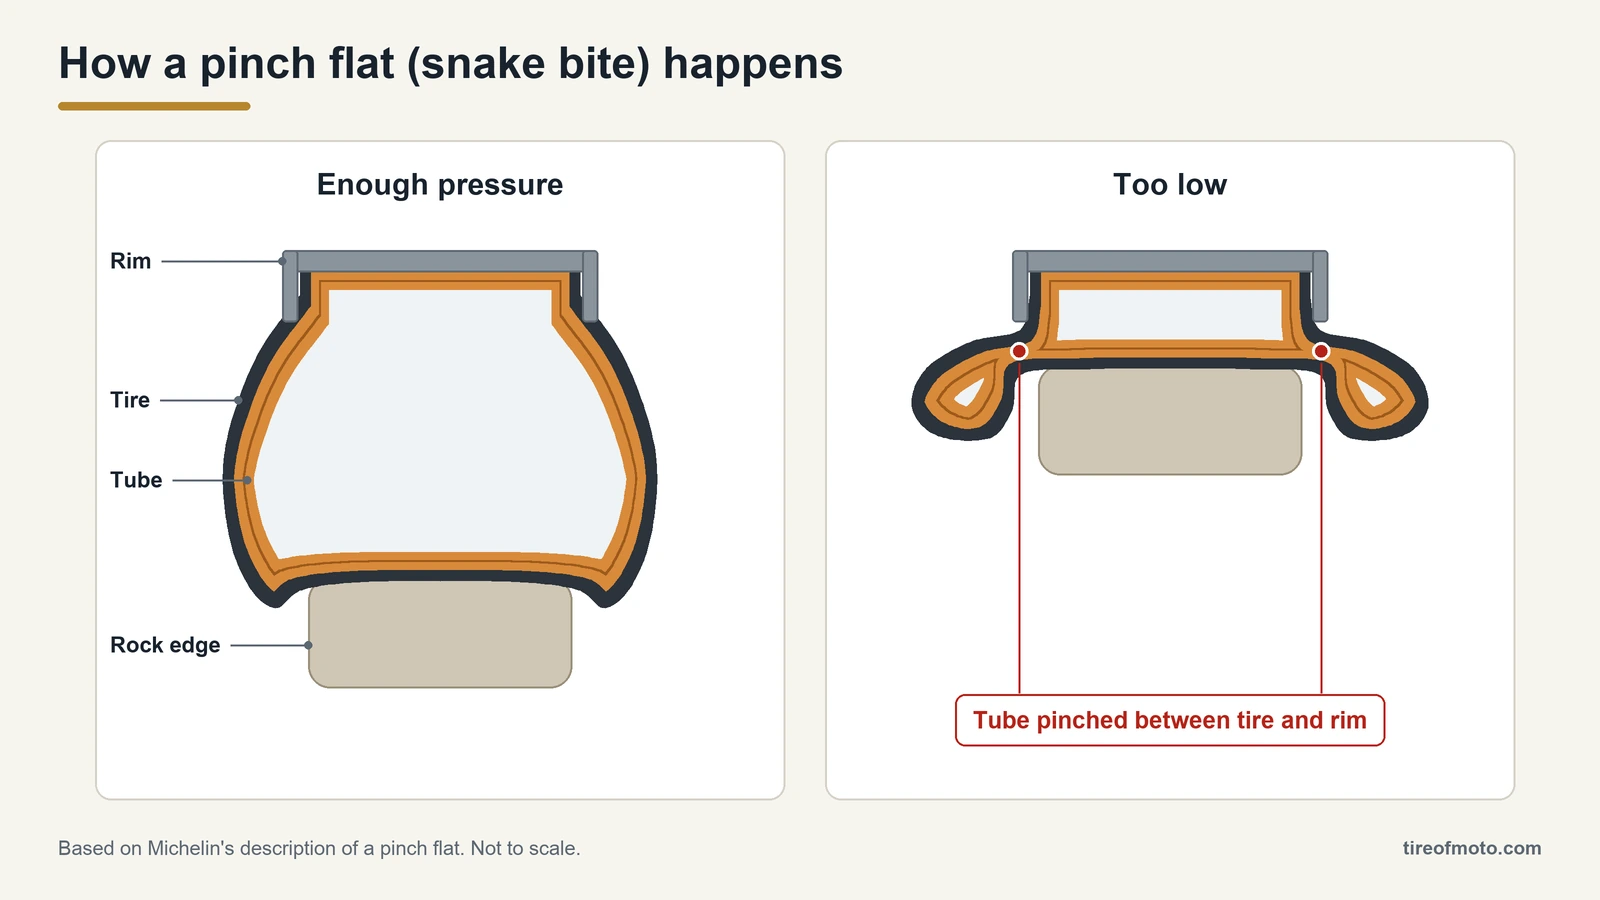 How a pinch flat (snake bite) happens
Enough pressure
Rim
Tire
Tube
Rock edge
Too low
Tube pinched between tire and rim
Based on Michelin's description of a pinch flat. Not to scale.
tireofmoto.com